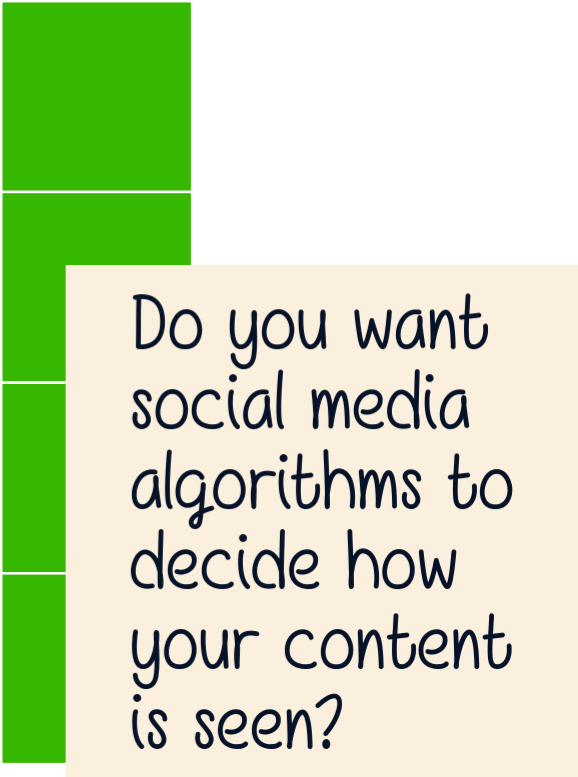 Do you want
social media
algorithms to
decide how
your content
is seen?